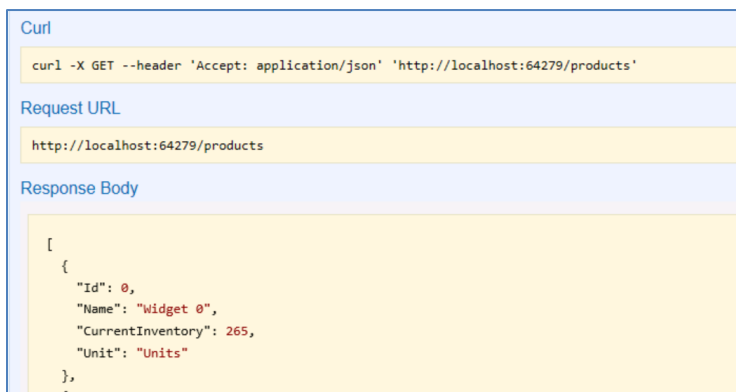 Curl
curl -X GET --header 'Accept: application/json' 'http://localhost:64279/products'
Request URL
http://localhost:64279/products
Response Body
[
{
"Id": 0,
"Name": "Widget 0",
"CurrentInventory": 265,
"Unit": "Units"
},